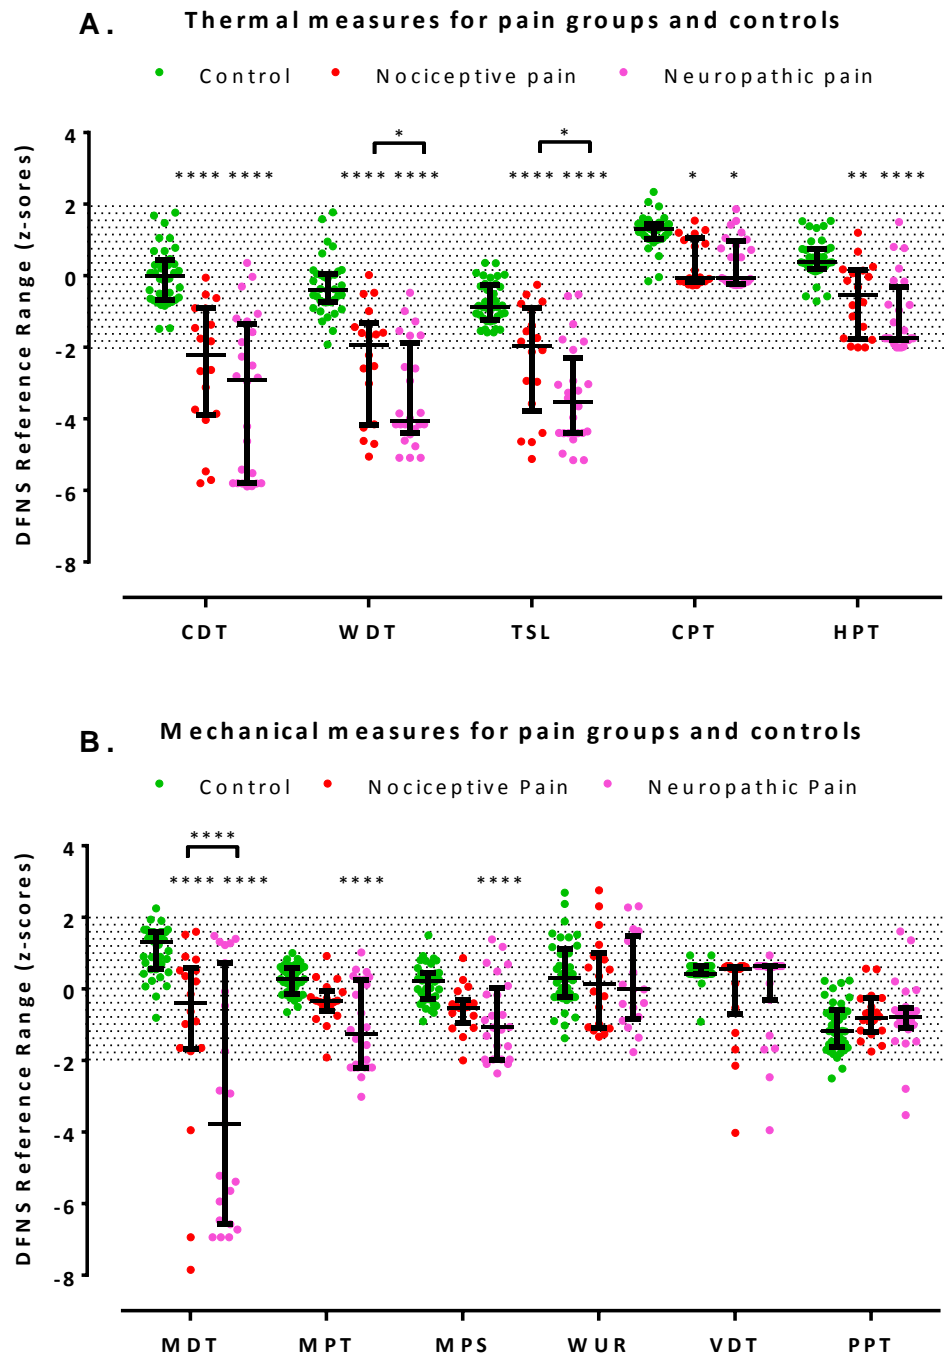 A. Thermal measures for pain groups and controls
Control Nociceptive pain Neuropathic pain
DFNS Reference Range (z-sores)
* *
**** **** **** **** **** **** * * ** ****
4
2
0
-2
-4
-6
-8
CDT WDT TSL CPT HPT
B. Mechanical measures for pain groups and controls
Control Nociceptive Pain Neuropathic Pain
DFNS Reference Range (z-scores)
****
**** **** **** ****
4
2
0
-2
-4
-6
-8
MDT MPT MPS WUR VDT PPT